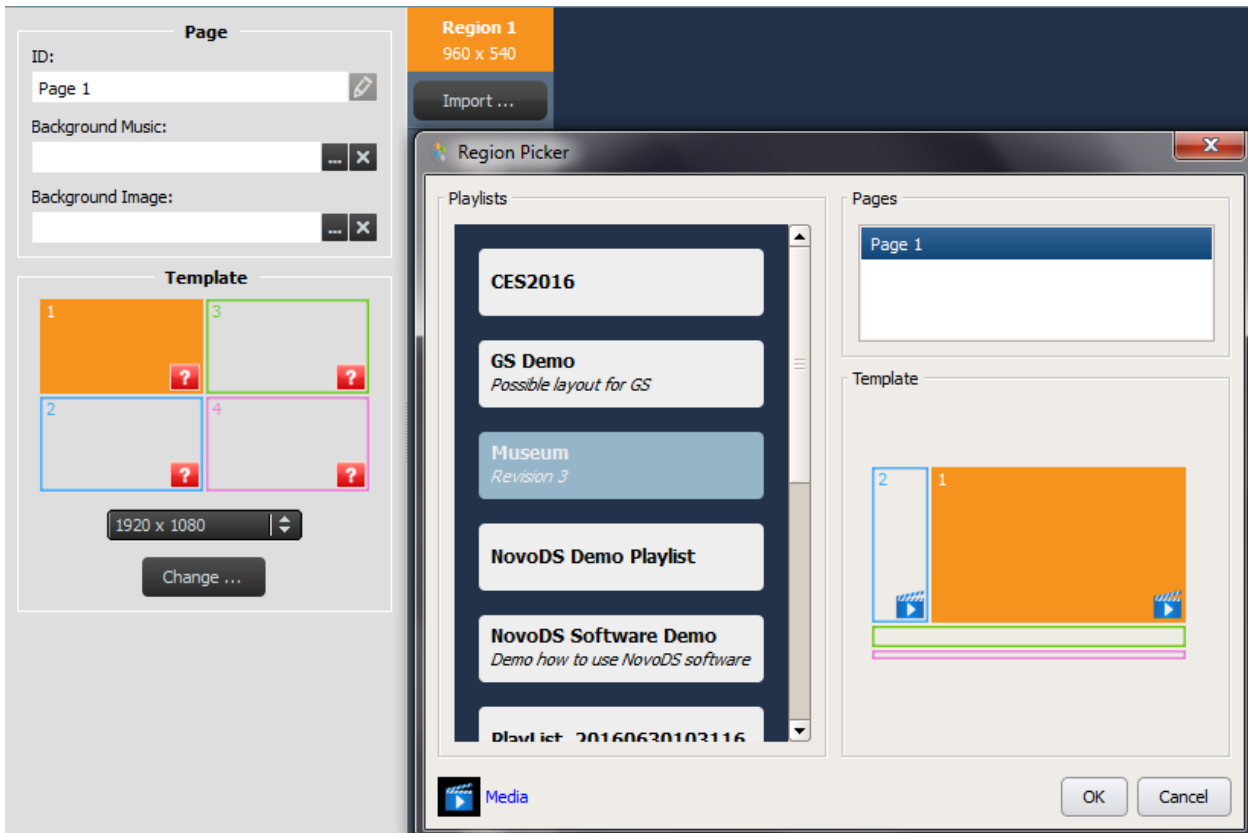 Page
ID:
Page 1
Background Music:
...
Background Image:
...
Template
1
3
?
?
2
4
?
?
1920 x 1080
Change ...
Region 1
960 x 540
Import ...
Region Picker
Playlists
CES2016
GS Demo
Possible layout for GS
Museum
Revision 3
NovoDS Demo Playlist
NovoDS Software Demo
Demo how to use NovoDS software
PlayList_20160630103116
Pages
Page 1
Template
2
1
Media
OK
Cancel